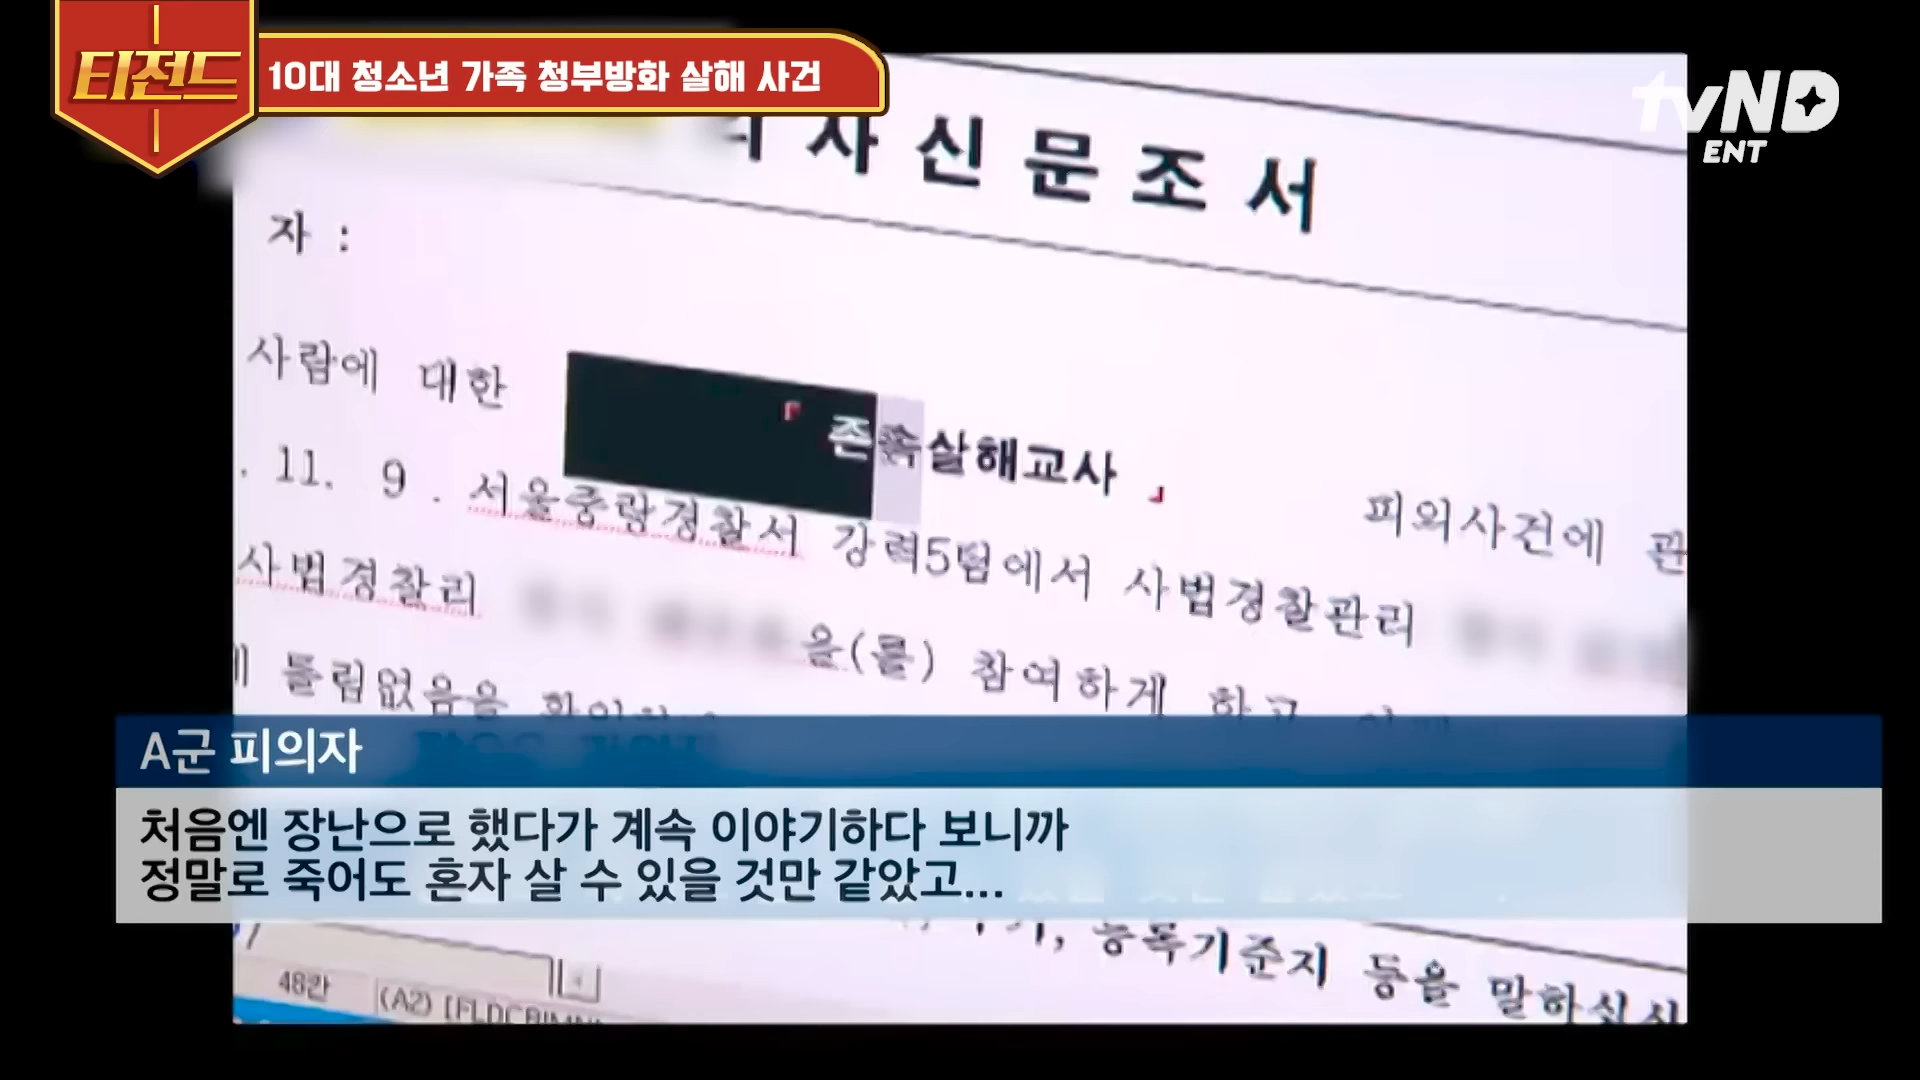 티전드
10대 청소년 가족 청부방화 살해 사건
tvND
ENT
사신문조서
자 :
사람에 대한 「 존속살해교사 」 피의사건에 관
. 11. 9 . 서울중랑경찰서 강력5팀에서 사법경찰관리
사법경찰리 을(를) 참여하게 하고
틀림없음을
A군 피의자
처음엔 장난으로 했다가 계속 이야기하다 보니까
정말로 죽어도 혼자 살 수 있을 것만 같았고...
등록기준지 등을 말하십시
48칸 (A2)